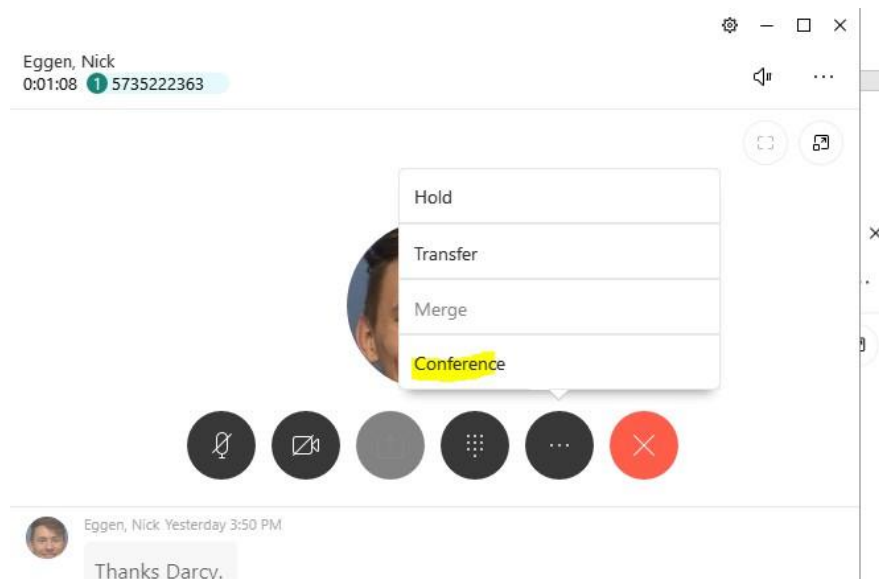 Eggen, Nick
0:01:08 1 5735222363
Hold
Transfer
Merge
Conference
Eggen, Nick Yesterday 3:50 PM
Thanks Darcy.